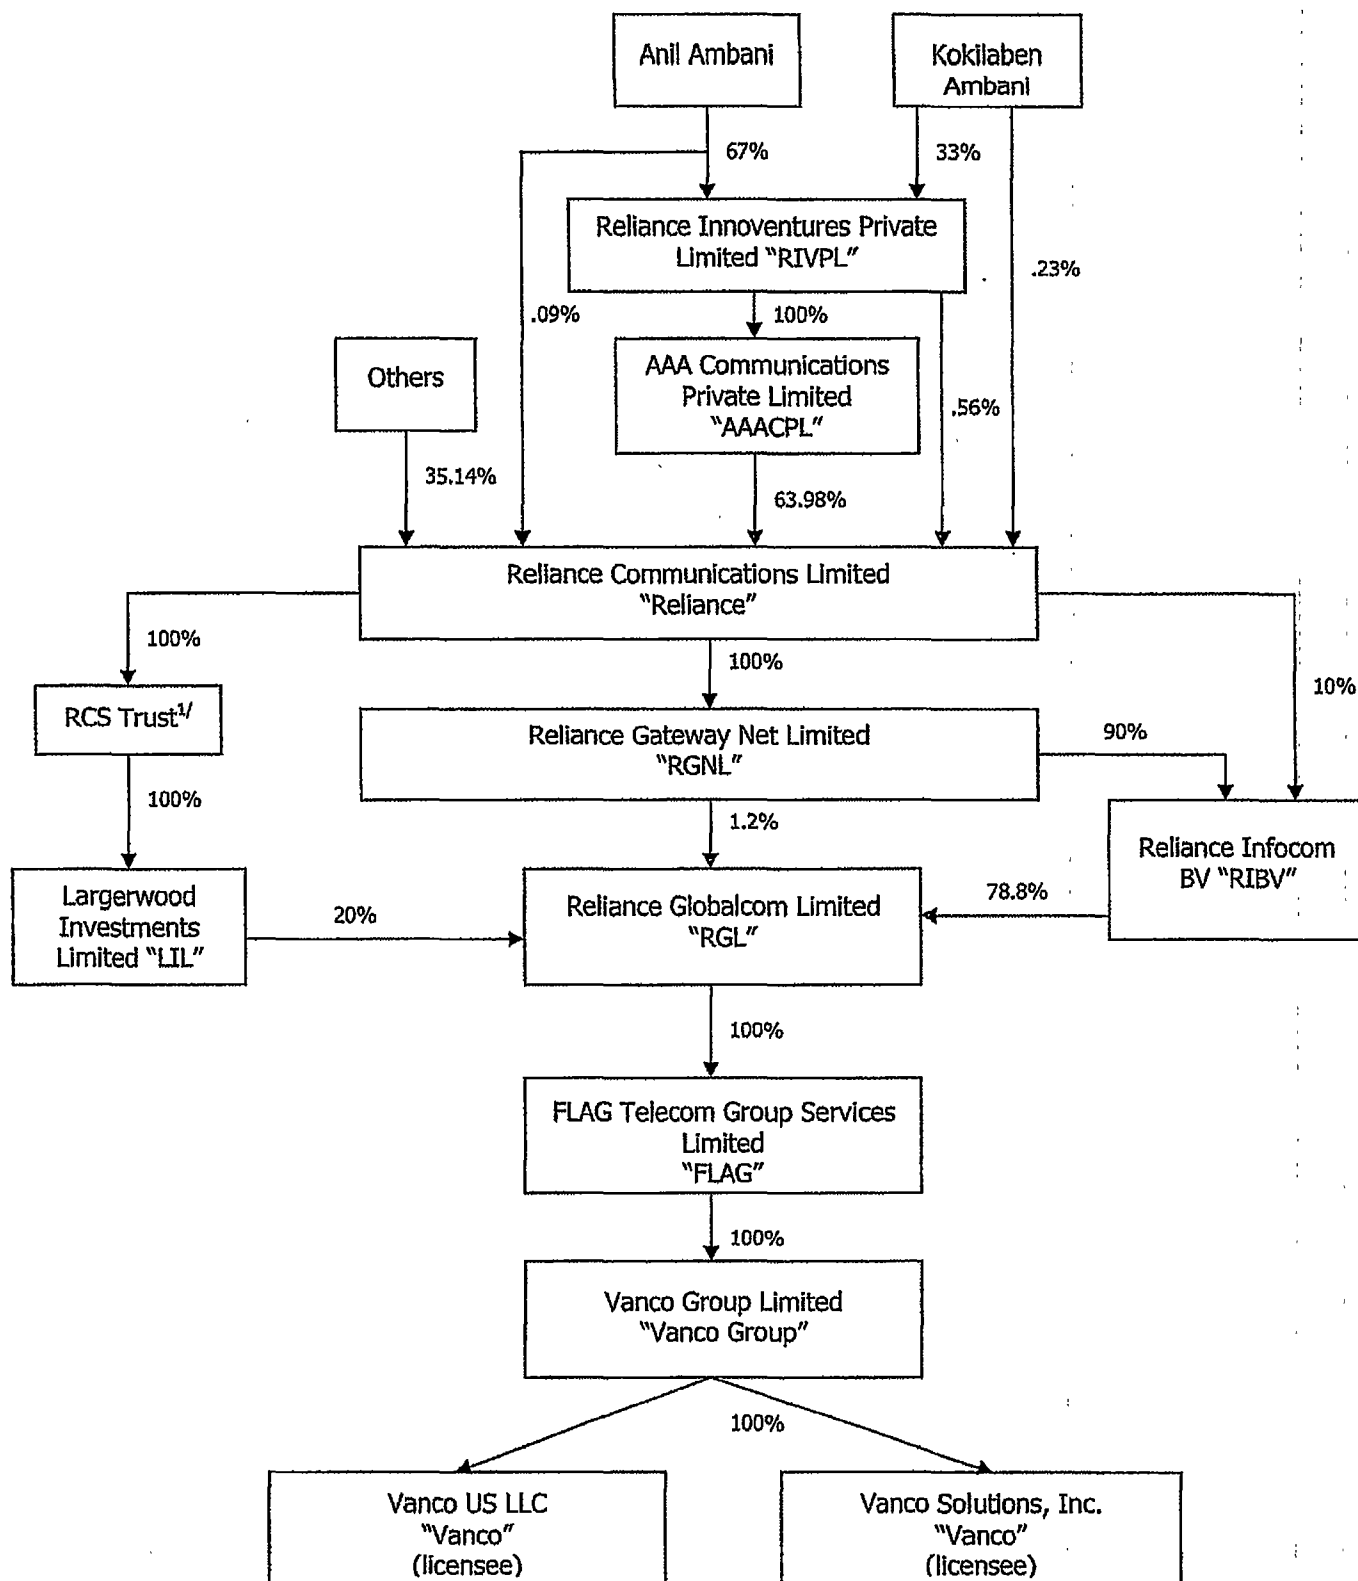 Anil Ambani
Kokilaben
Ambani
67%
33%
Reliance Innoventures Private
Limited “RIVPL”
.23%
.09%
100%
Others
AAA Communications
Private Limited
“AAACPL”
.56%
35.14%
63.98%
Reliance Communications Limited
“Reliance”
100%
100%
10%
RCS Trust1/
Reliance Gateway Net Limited
“RGNL”
90%
100%
1.2%
Reliance Infocom
BV “RIBV”
Largerwood
Investments
Limited “LIL”
20%
Reliance Globalcom Limited
“RGL”
78.8%
100%
FLAG Telecom Group Services
Limited
“FLAG”
100%
Vanco Group Limited
“Vanco Group”
100%
Vanco US LLC
“Vanco”
(licensee)
Vanco Solutions, Inc.
“Vanco”
(licensee)